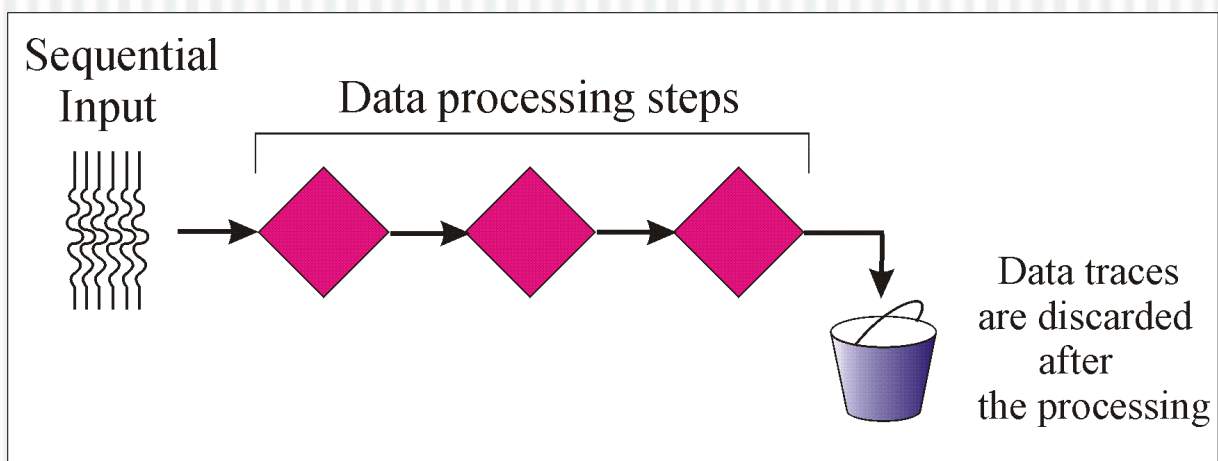 Sequential
Input
Data processing steps
Data traces
are discarded
after
the processing